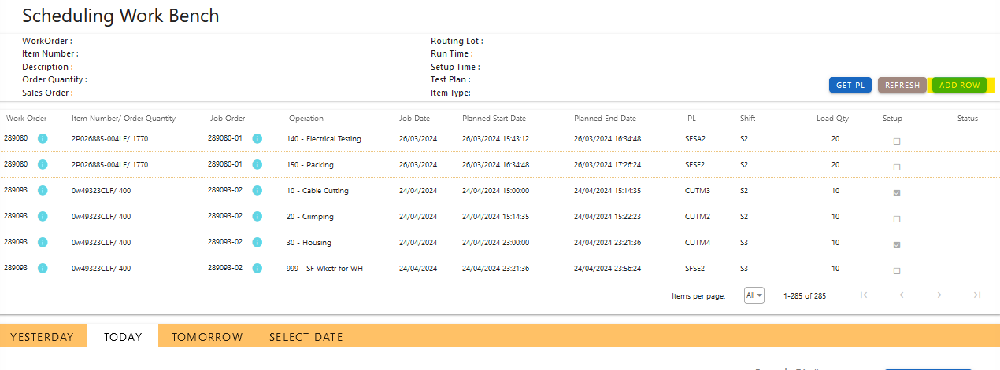 Scheduling Work Bench
WorkOrder :
Routing Lot :
Item Number :
Run Time :
Description :
Setup Time :
Order Quantity :
Test Plan :
Sales Order :
Item Type:
GET PL REFRESH ADD ROW
Work Order Item Number/ Order Quantity Job Order Operation Job Date Planned Start Date Planned End Date PL Shift Load Qty Setup Status
289080 2P026885-004LF/ 1770 289080-01 140 - Electrical Testing 26/03/2024 26/03/2024 15:43:12 26/03/2024 16:34:48 SFSA2 S2 20
289080 2P026885-004LF/ 1770 289080-01 150 - Packing 26/03/2024 26/03/2024 16:34:48 26/03/2024 17:26:24 SFSE2 S2 20
289093 0w49323CLF/ 400 289093-02 10 - Cable Cutting 24/04/2024 24/04/2024 15:00:00 24/04/2024 15:14:35 CUTM3 S2 10
289093 0w49323CLF/ 400 289093-02 20 - Crimping 24/04/2024 24/04/2024 15:14:35 24/04/2024 15:22:23 CUTM2 S2 10
289093 0w49323CLF/ 400 289093-02 30 - Housing 24/04/2024 24/04/2024 23:00:00 24/04/2024 23:21:36 CUTM4 S3 10
289093 0w49323CLF/ 400 289093-02 999 - SF Wkctr for WH 24/04/2024 24/04/2024 23:21:36 24/04/2024 23:56:24 SFSE2 S3 10
Items per page: All 1-285 of 285
YESTERDAY TODAY TOMORROW SELECT DATE